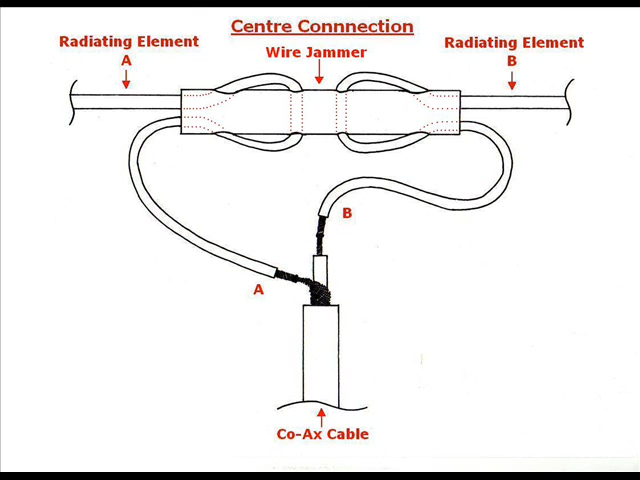 Centre Connnection
Radiating Element
A
Wire Jammer
Radiating Element
B
B
A
Co-Ax Cable